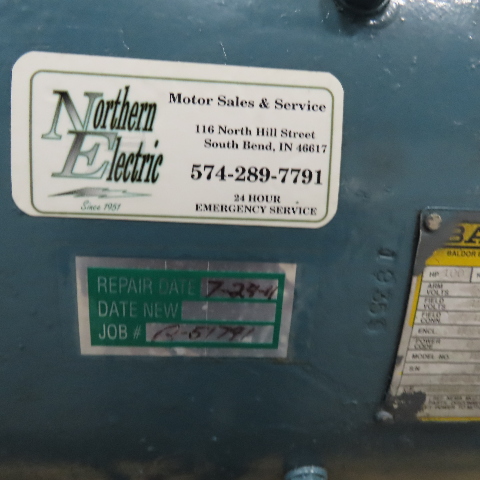 Northern
Electric
Since 1951
Motor Sales & Service
116 North Hill Street
South Bend, IN 46617
574-289-7791
24 HOUR
EMERGENCY SERVICE
REPAIR DATE
DATE NEW
JOB #
BALDOR
HP
ARM
VOLTS
FIELD
VOLTS
FIELD
CONN.
ENCL.
POWER
CODE
MODEL NO.
S/N